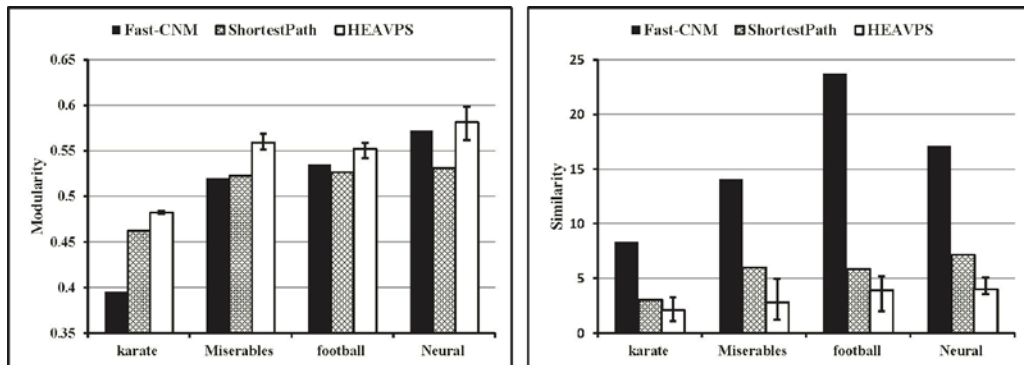 Fast-CNM ShortestPath HEAVPS
Modularity
0.65
0.6
0.55
0.5
0.45
0.4
0.35
karate Miserables football Neural
Fast-CNM ShortestPath HEAVPS
Similarity
25
20
15
10
5
0
karate Miserables football Neural